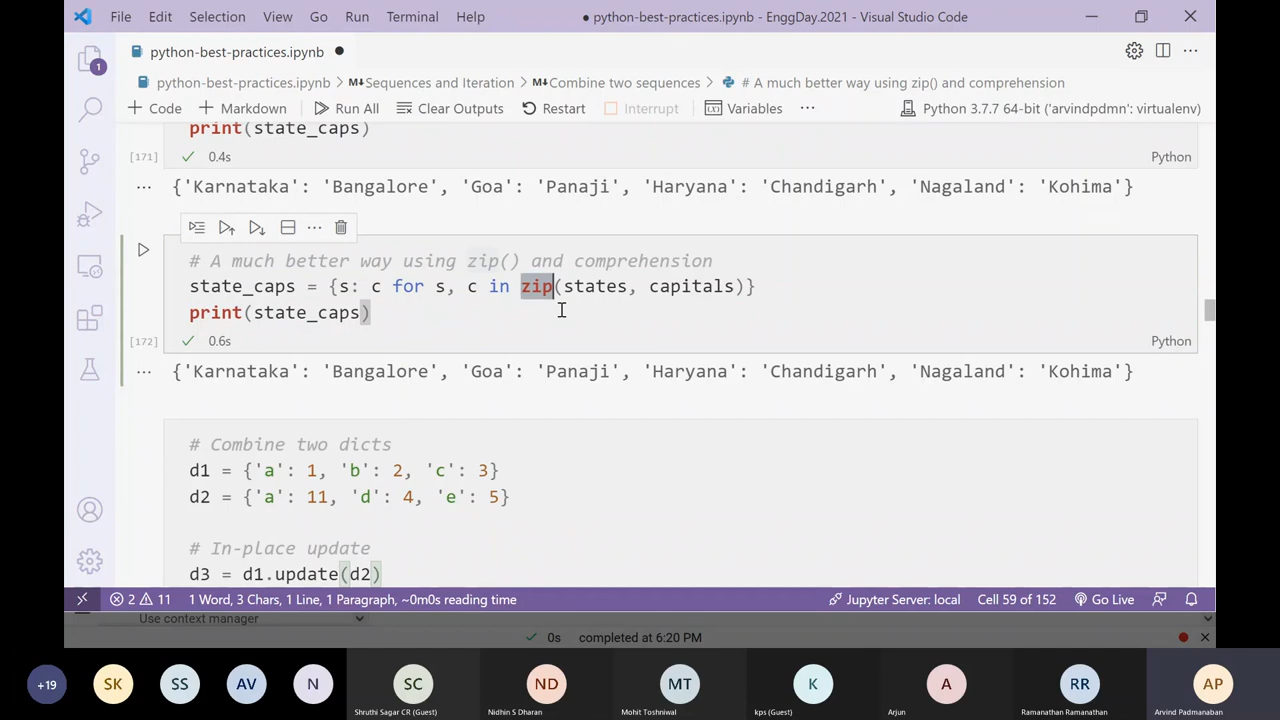 File Edit Selection View Go Run Terminal Help
● python-best-practices.ipynb - EnggDay.2021 - Visual Studio Code
python-best-practices.ipynb ●
python-best-practices.ipynb > M↓Sequences and Iteration > M↓Combine two sequences > # A much better way using zip() and comprehension
+ Code + Markdown Run All Clear Outputs Restart Interrupt Variables ··· Python 3.7.7 64-bit ('arvindpdmn': virtualenv)
1
print(state_caps)
[171] ✓ 0.4s Python
··· {'Karnataka': 'Bangalore', 'Goa': 'Panaji', 'Haryana': 'Chandigarh', 'Nagaland': 'Kohima'}
# A much better way using zip() and comprehension
state_caps = {s: c for s, c in zip(states, capitals)}
print(state_caps)
[172] ✓ 0.6s Python
··· {'Karnataka': 'Bangalore', 'Goa': 'Panaji', 'Haryana': 'Chandigarh', 'Nagaland': 'Kohima'}
# Combine two dicts
d1 = {'a': 1, 'b': 2, 'c': 3}
d2 = {'a': 11, 'd': 4, 'e': 5}
# In-place update
d3 = d1.update(d2)
2 11 1 Word, 3 Chars, 1 Line, 1 Paragraph, ~0m0s reading time Jupyter Server: local Cell 59 of 152 Go Live
Use context manager
✓ 0s completed at 6:20 PM
+19 SK SS AV N SC ND MT K A RR AP
Shruthi Sagar CR (Guest) Nidhin S Dharan Mohit Toshniwal kps (Guest) Arjun Ramanathan Ramanathan Arvind Padmanaban